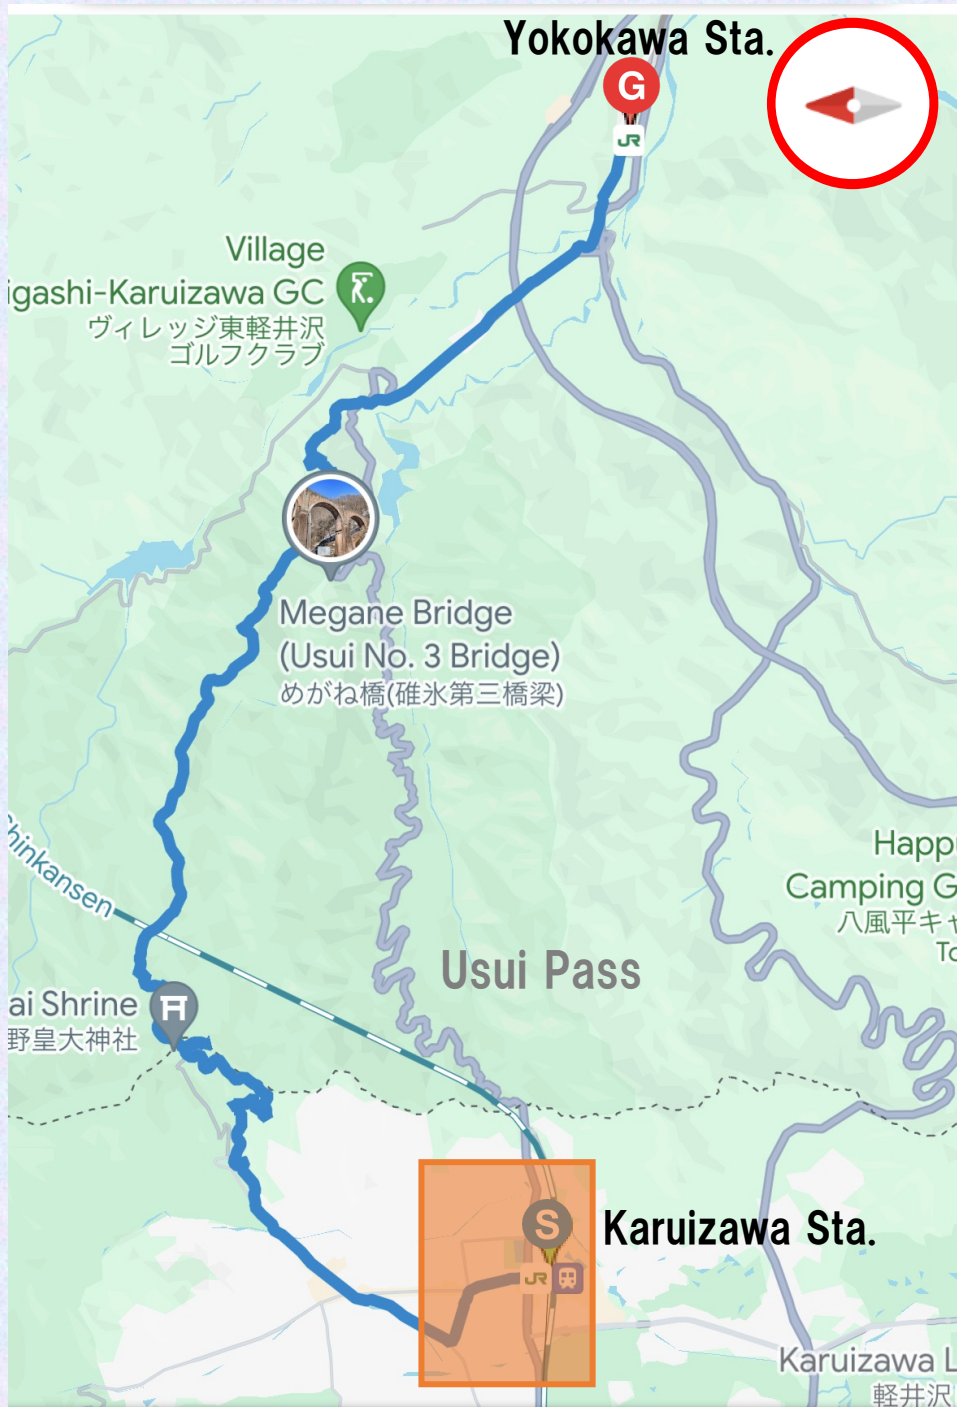 Yokokawa Sta.
G
JR
Village
igashi-Karuizawa GC
ヴィレッジ東軽井沢
ゴルフクラブ
Megane Bridge
(Usui No. 3 Bridge)
めがね橋(碓氷第三橋梁)
Shinkansen
Happu
Camping G
八風平キャ
To
Usui Pass
ai Shrine
野皇大神社
S
Karuizawa Sta.
JR
Karuizawa L
軽井沢